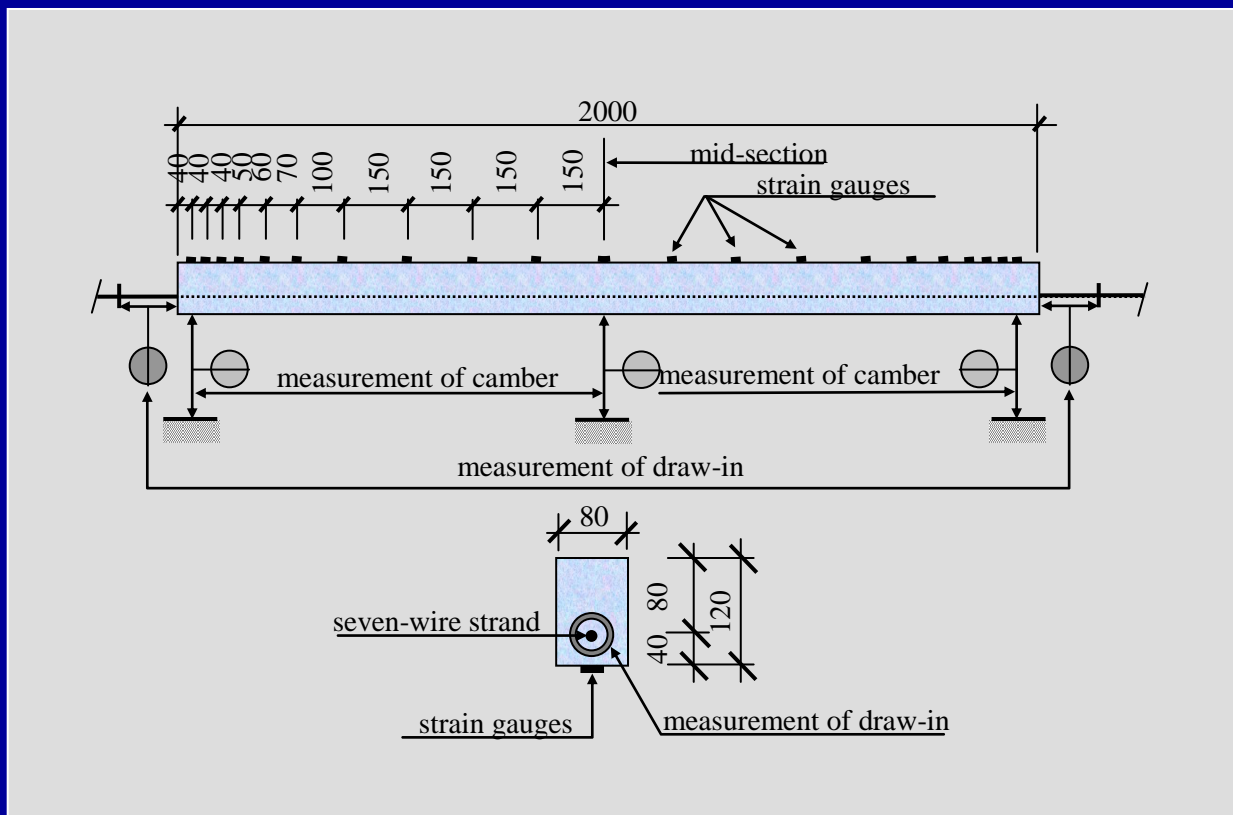 2000
mid-section
strain gauges
40
40
40
50
60
70
100
150
150
150
150
measurement of camber
measurement of camber
measurement of draw-in
80
80
120
40
seven-wire strand
strain gauges
measurement of draw-in